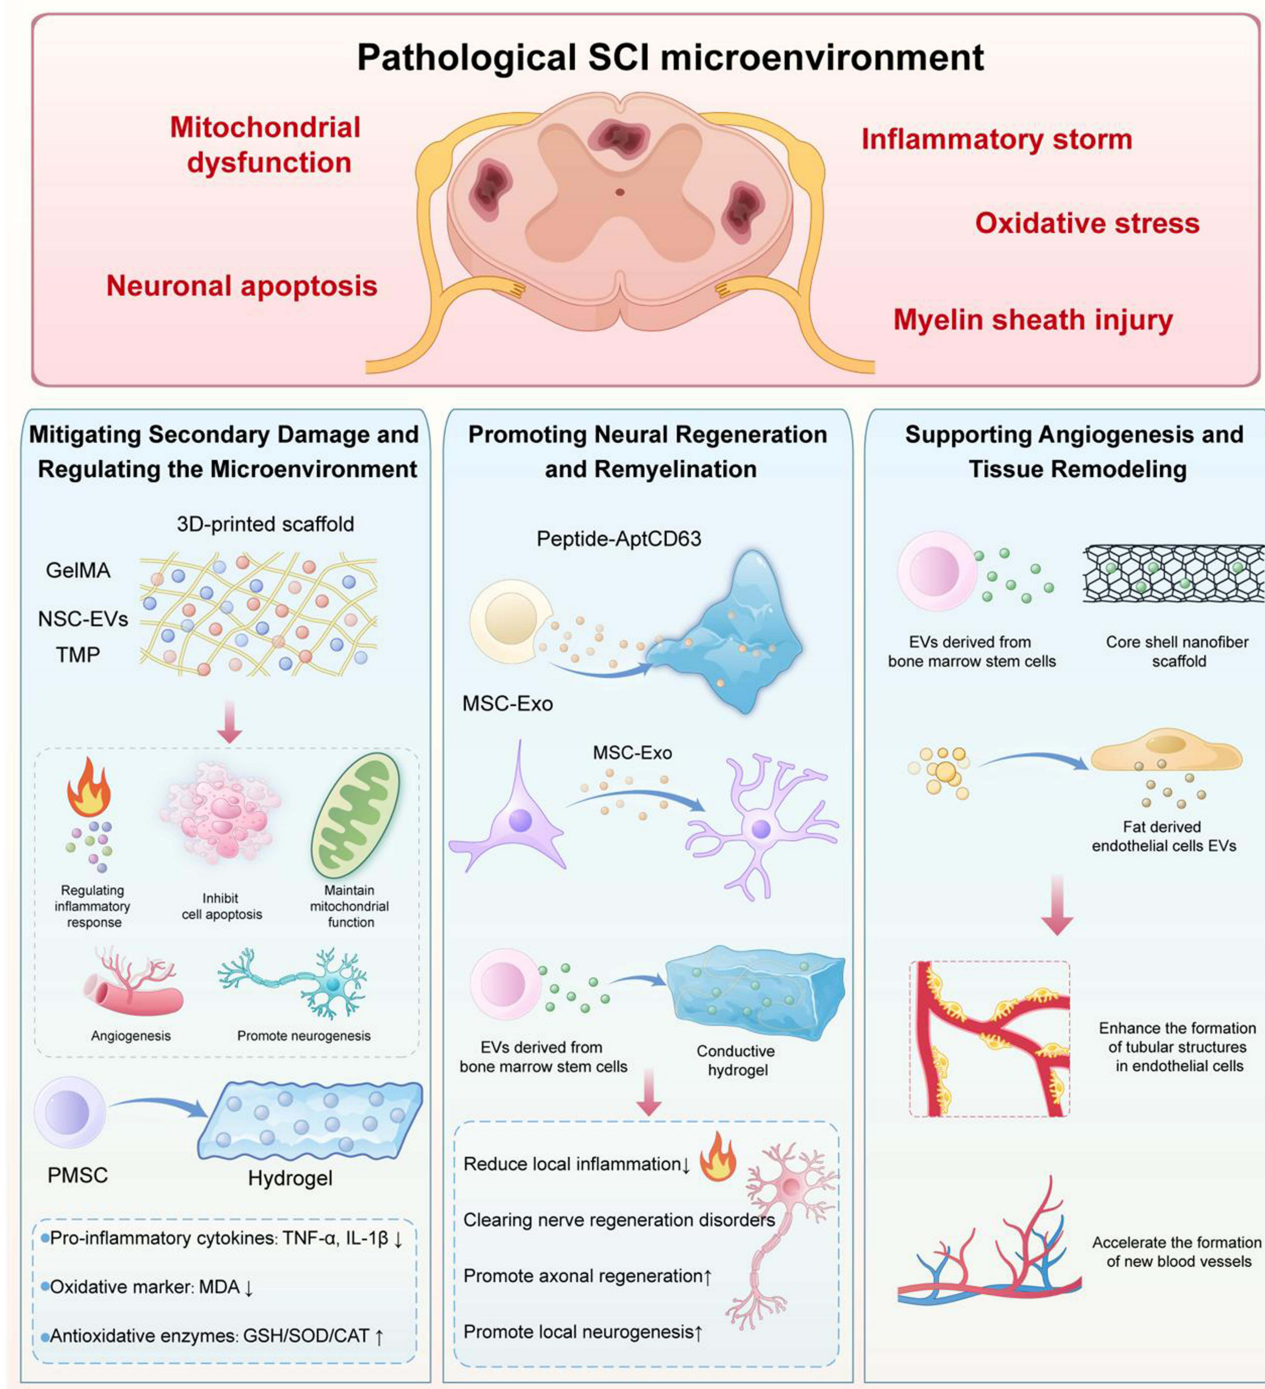 Pathological SCI microenvironment
Mitochondrial
dysfunction
Inflammatory storm
Oxidative stress
Neuronal apoptosis
Myelin sheath injury
Mitigating Secondary Damage and
Regulating the Microenvironment
3D-printed scaffold
GelMA
NSC-EVs
TMP
Regulating
inflammatory
response
Inhibit
cell apoptosis
Maintain
mitochondrial
function
Angiogenesis
Promote neurogenesis
PMSC
Hydrogel
Pro-inflammatory cytokines: TNF-α, IL-1β ↓
Oxidative marker: MDA ↓
Antioxidative enzymes: GSH/SOD/CAT ↑
Promoting Neural Regeneration
and Remyelination
Peptide-AptCD63
MSC-Exo
MSC-Exo
EVs derived from
bone marrow stem cells
Conductive
hydrogel
Reduce local inflammation↓
Clearing nerve regeneration disorders
Promote axonal regeneration↑
Promote local neurogenesis↑
Supporting Angiogenesis and
Tissue Remodeling
EVs derived from
bone marrow stem cells
Core shell nanofiber
scaffold
Fat derived
endothelial cells EVs
Enhance the formation
of tubular structures
in endothelial cells
Accelerate the formation
of new blood vessels